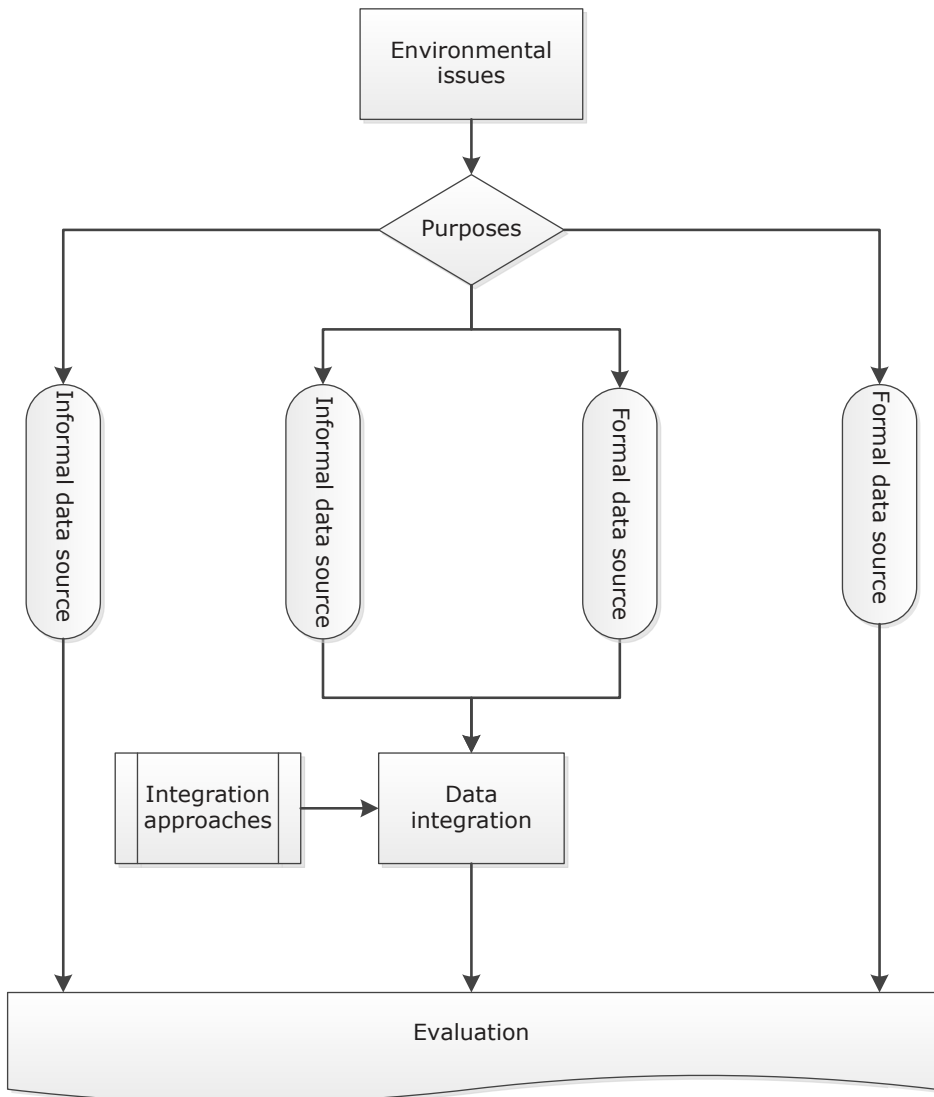 Environmental
issues
Purposes
Informal data source
Informal data source
Formal data source
Formal data source
Integration
approaches
Data
integration
Evaluation